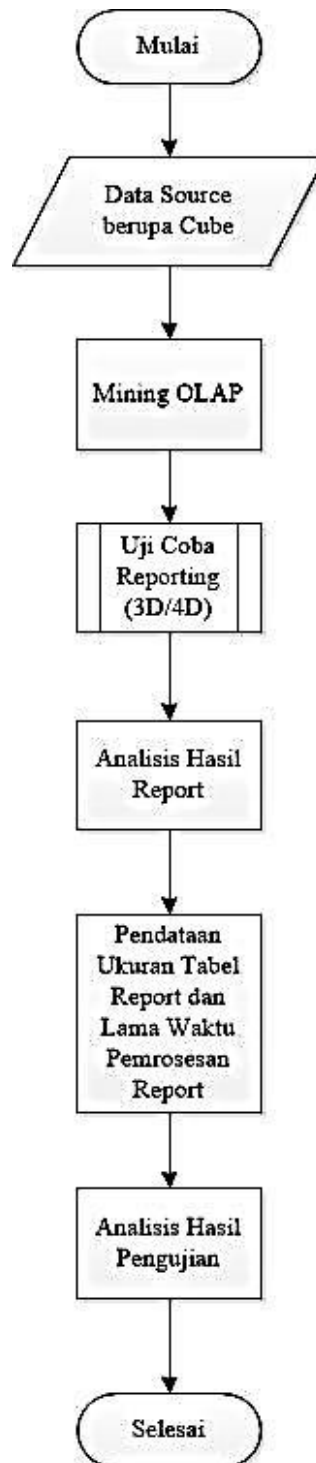 Mulai
Data Source
berupa Cube
Mining OLAP
Uji Coba
Reporting
(3D/4D)
Analisis Hasil
Report
Pendataan
Ukuran Tabel
Report dan
Lama Waktu
Pemrosesan
Report
Analisis Hasil
Pengujian
Selesai